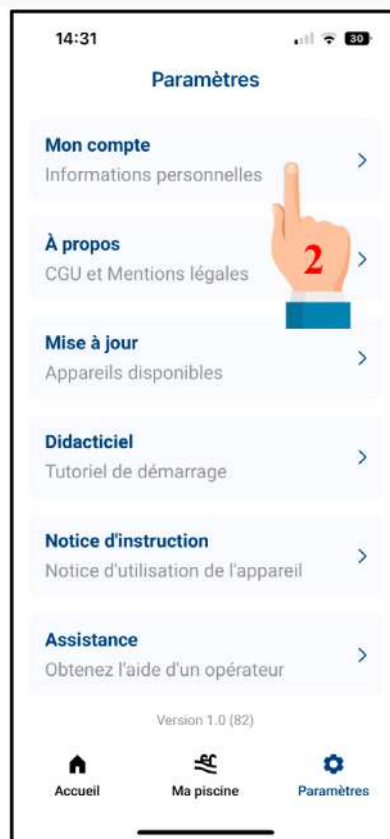 14:31
30
Paramètres
Mon compte
Informations personnelles
2
À propos
CGU et Mentions légales
Mise à jour
Appareils disponibles
Didacticiel
Tutoriel de démarrage
Notice d'instruction
Notice d'utilisation de l'appareil
Assistance
Obtenez l'aide d'un opérateur
Version 1.0 (82)
Accueil
Ma piscine
Paramètres